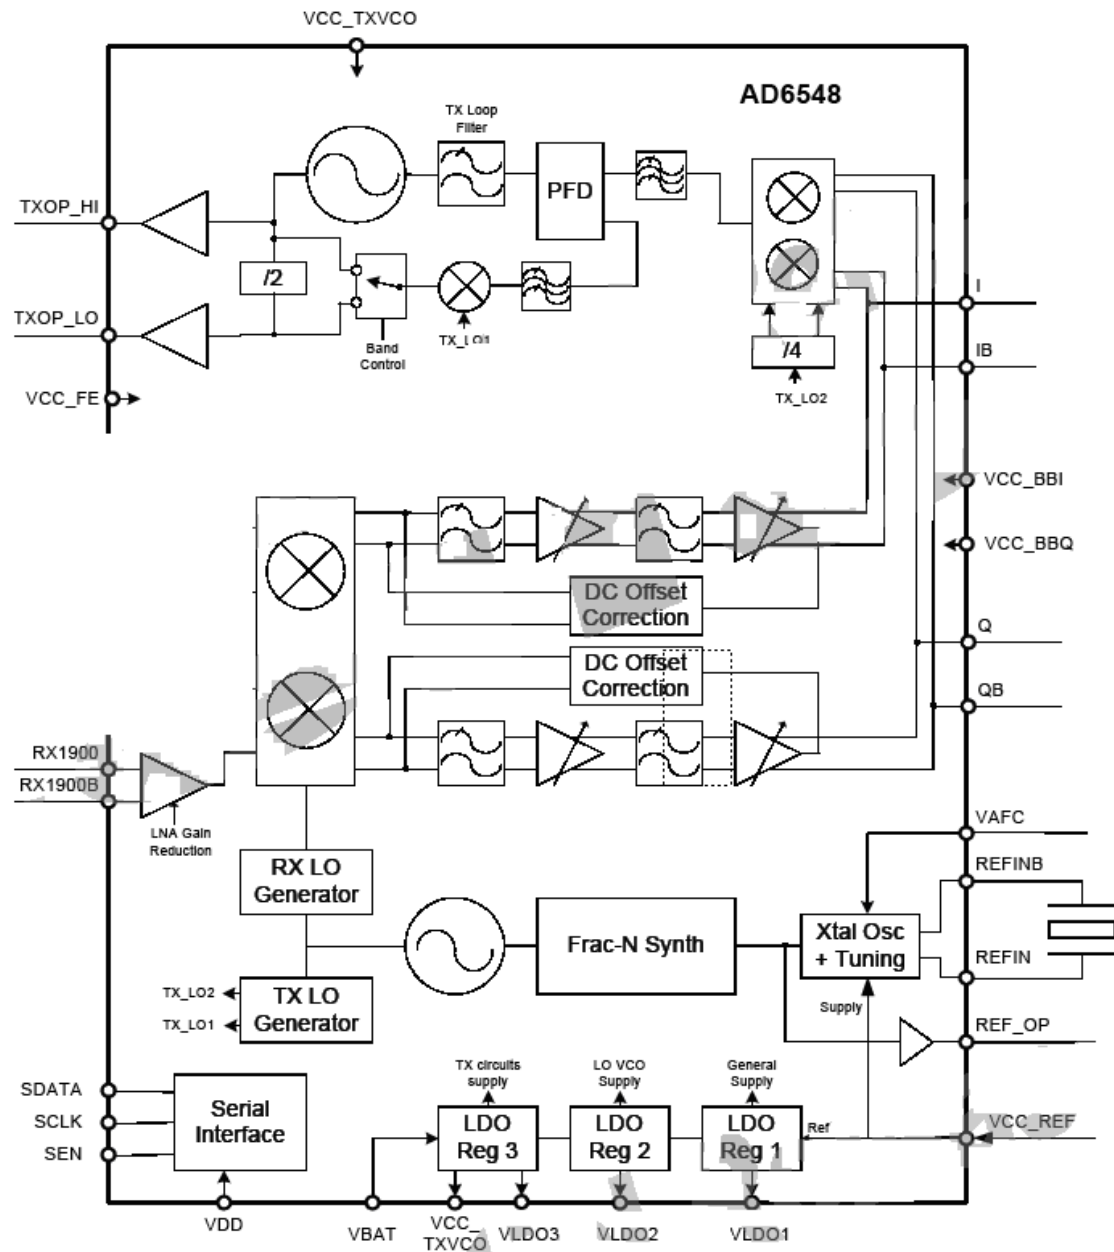 VCC_TXVCO
AD6548
TX Loop
Filter
PFD
TXOP_HI
/2
TXOP_LO
Band
Control
TX_LO1
/4
TX_LO2
I
IB
VCC_FE
VCC_BBI
VCC_BBQ
DC Offset
Correction
DC Offset
Correction
Q
QB
RX1900
RX1900B
LNA Gain
Reduction
VAFC
REFINB
RX LO
Generator
Frac-N Synth
Xtal Osc
+ Tuning
REFIN
TX_LO2
TX_LO1
TX LO
Generator
Supply
REF_OP
TX circuits
supply
LO VCO
Supply
General
Supply
SDATA
SCLK
SEN
Serial
Interface
LDO
Reg 3
LDO
Reg 2
LDO
Reg 1
Ref
VCC_REF
VDD
VBAT
VCC_
TXVCO
VLDO3
VLDO2
VLDO1